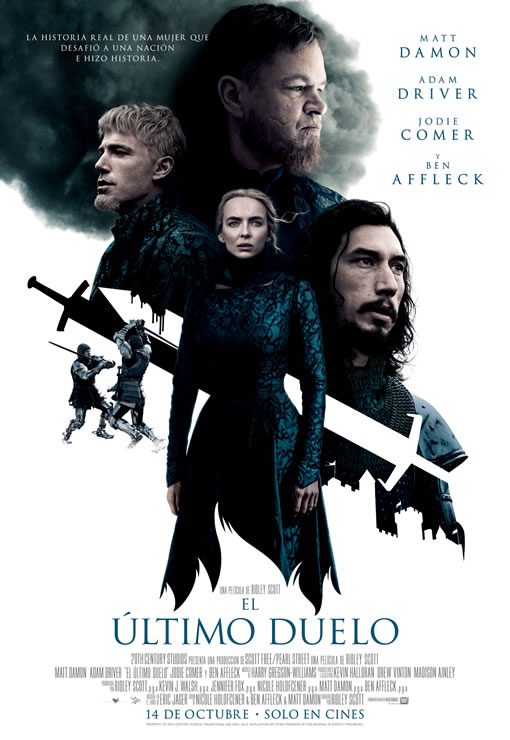 LA HISTORIA REAL DE UNA MUJER QUE
DESAFIÓ A UNA NACIÓN
E HIZO HISTORIA.
MATT
DAMON
ADAM
DRIVER
JODIE
COMER
Y
BEN
AFFLECK
UNA PELÍCULA DE RIDLEY SCOTT
EL
ÚLTIMO DUELO
20TH CENTURY STUDIOS PRESENTA UNA PRODUCCIÓN DE SCOTT FREE/PEARL STREET UNA PELÍCULA DE RIDLEY SCOTT
MATT DAMON ADAM DRIVER "EL ÚLTIMO DUELO" JODIE COMER Y BEN AFFLECK HARRY GREGSON-WILLIAMS KEVIN HALLORAN DREW VINTON MADISON AINLEY
RIDLEY SCOTT, p.g.a. KEVIN J. WALSH, p.g.a. JENNIFER FOX, p.g.a. NICOLE HOLOFCENER, p.g.a. MATT DAMON, p.g.a. BEN AFFLECK, p.g.a.
ERIC JAGER NICOLE HOLOFCENER & BEN AFFLECK & MATT DAMON RIDLEY SCOTT
14 DE OCTUBRE · SOLO EN CINES